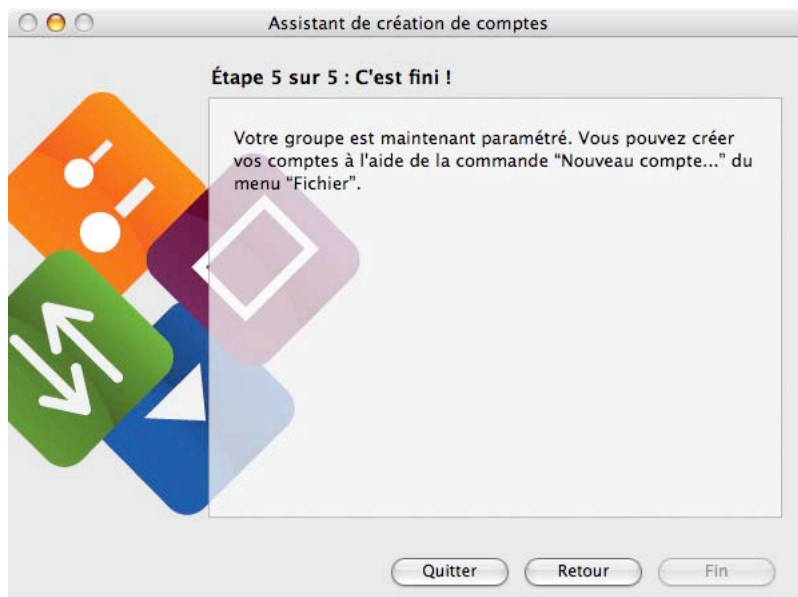 Assistant de création de comptes
Étape 5 sur 5 : C'est fini !
Votre groupe est maintenant paramétré. Vous pouvez créer
vos comptes à l'aide de la commande “Nouveau compte...” du
menu “Fichier”.
Quitter
Retour
Fin